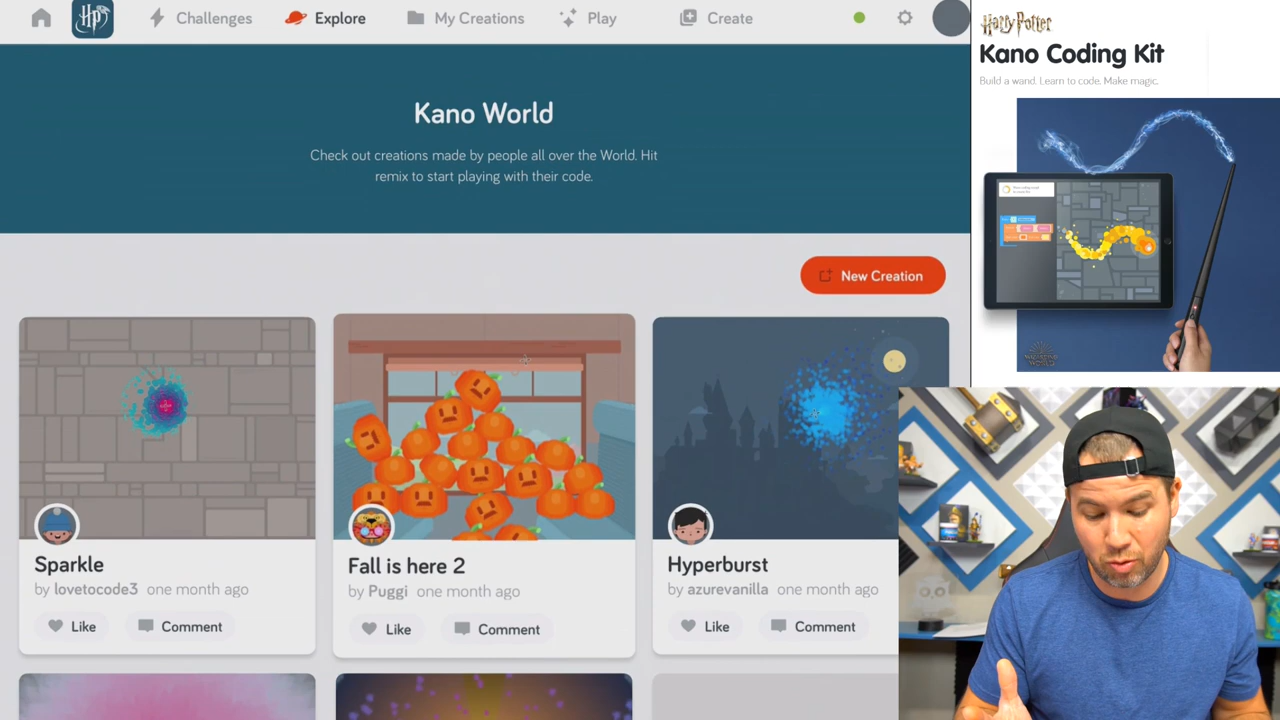 HP
Challenges
Explore
My Creations
Play
Create
Harry Potter
Kano Coding Kit
Build a wand. Learn to code. Make magic.
Kano World
Check out creations made by people all over the World. Hit
remix to start playing with their code.
New Creation
WIZARDING
WORLD
Sparkle
by lovetocode3 one month ago
Like
Comment
Fall is here 2
by Puggi one month ago
Like
Comment
Hyperburst
by azurevanilla one month ago
Like
Comment